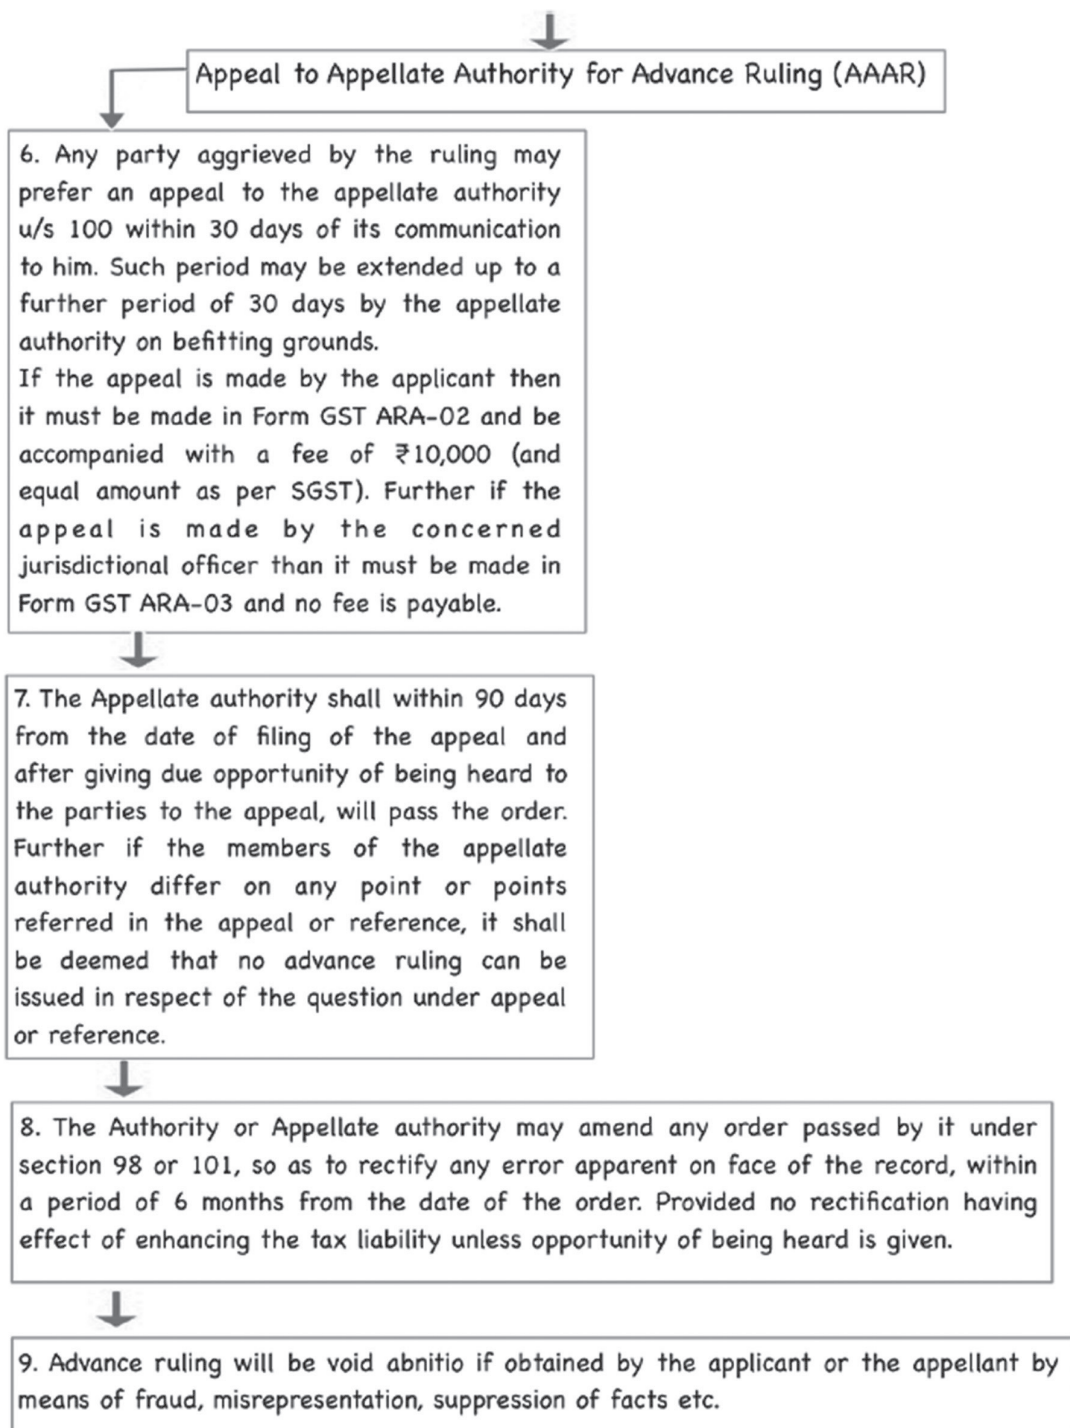 Appeal to Appellate Authority for Advance Ruling (AAAR)
6. Any party aggrieved by the ruling may
prefer an appeal to the appellate authority
u/s 100 within 30 days of its communication
to him. Such period may be extended up to a
further period of 30 days by the appellate
authority on befitting grounds.
If the appeal is made by the applicant then
it must be made in Form GST ARA-02 and be
accompanied with a fee of ₹10,000 (and
equal amount as per SGST). Further if the
appeal is made by the concerned
jurisdictional officer than it must be made in
Form GST ARA-03 and no fee is payable.
7. The Appellate authority shall within 90 days
from the date of filing of the appeal and
after giving due opportunity of being heard to
the parties to the appeal, will pass the order.
Further if the members of the appellate
authority differ on any point or points
referred in the appeal or reference, it shall
be deemed that no advance ruling can be
issued in respect of the question under appeal
or reference.
8. The Authority or Appellate authority may amend any order passed by it under
section 98 or 101, so as to rectify any error apparent on face of the record, within
a period of 6 months from the date of the order. Provided no rectification having
effect of enhancing the tax liability unless opportunity of being heard is given.
9. Advance ruling will be void abnitio if obtained by the applicant or the appellant by
means of fraud, misrepresentation, suppression of facts etc.